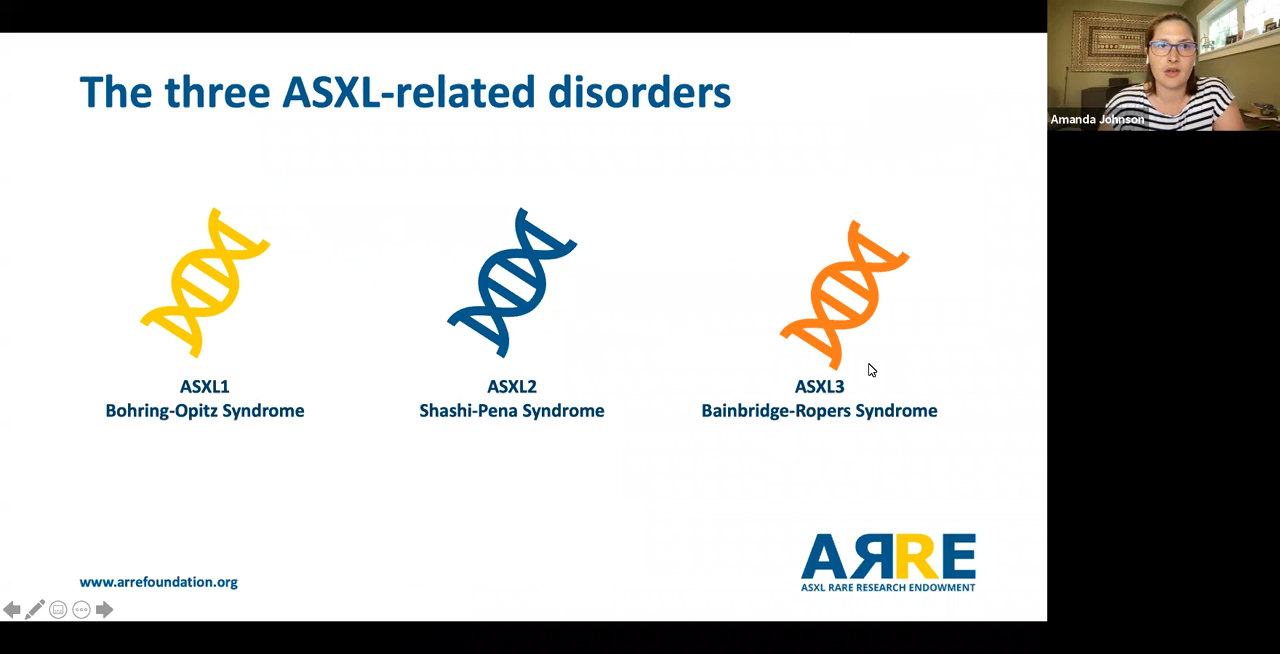 The three ASXL-related disorders
Amanda Johnson
ASXL1
Bohring-Opitz Syndrome
ASXL2
Shashi-Pena Syndrome
ASXL3
Bainbridge-Ropers Syndrome
www.arrefoundation.org
ARRE
ASXL RARE RESEARCH ENDOWMENT